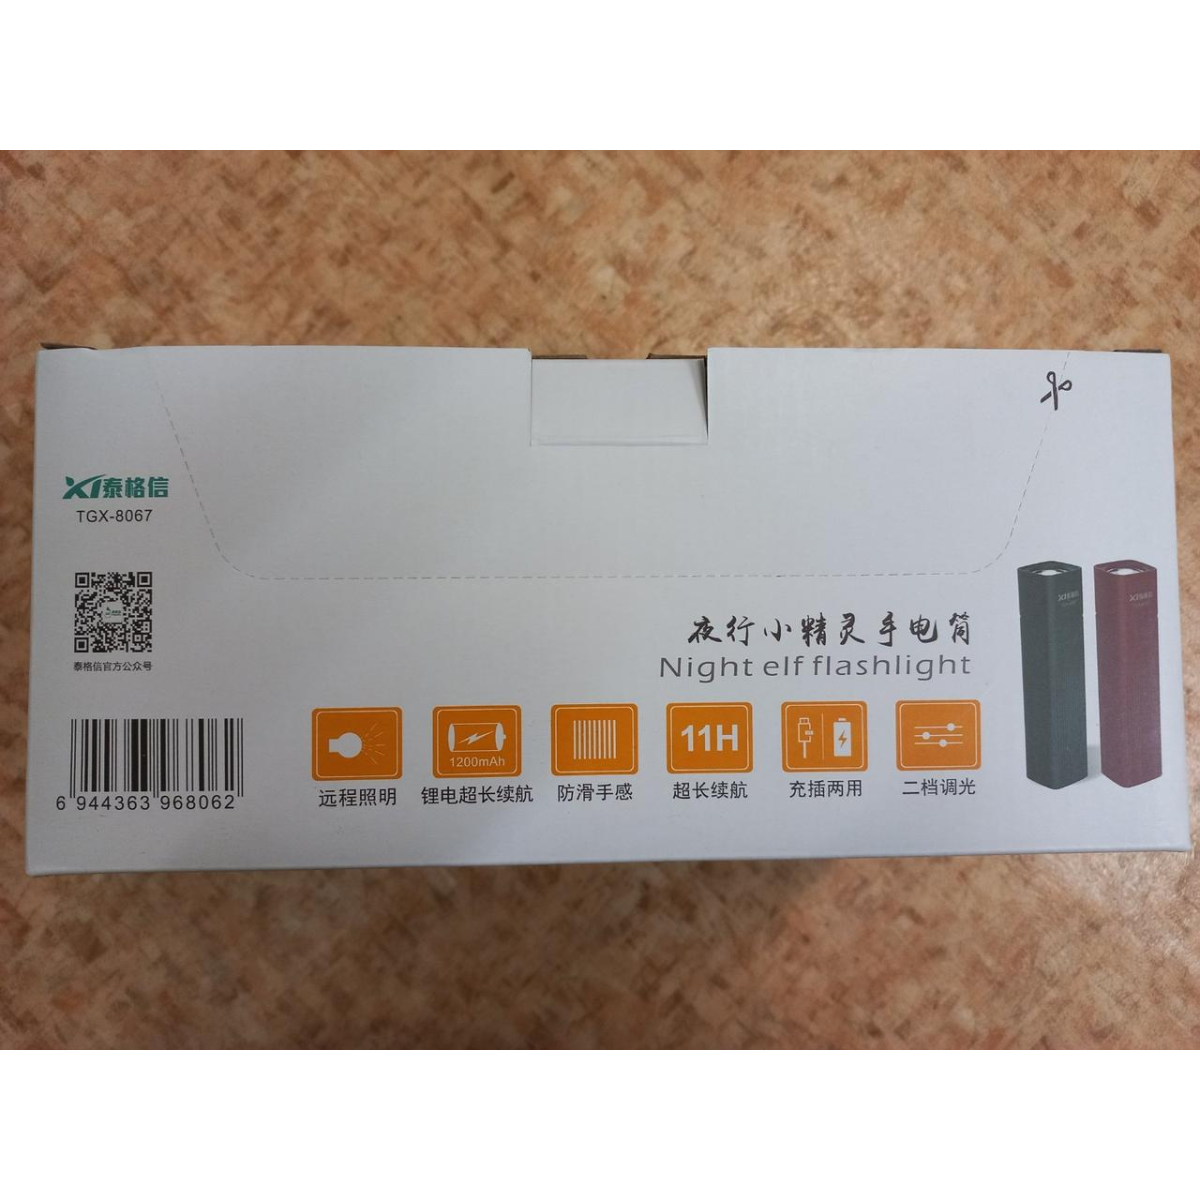 泰格信
TGX-8067
泰格信官方公众号
6 944363 968062
夜行小精灵手电筒
Night elf flashlight
1200mAh
11H
远程照明
锂电超长续航
防滑手感
超长续航
充插两用
二档调光